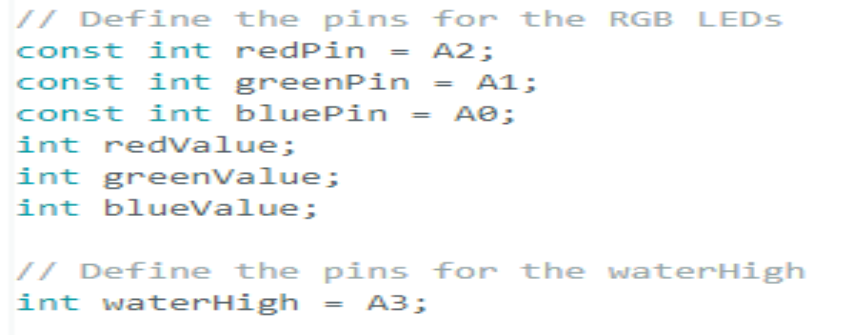 // Define the pins for the RGB LEDs
const int redPin = A2;
const int greenPin = A1;
const int bluePin = A0;
int redValue;
int greenValue;
int blueValue;
// Define the pins for the waterHigh
int waterHigh = A3;